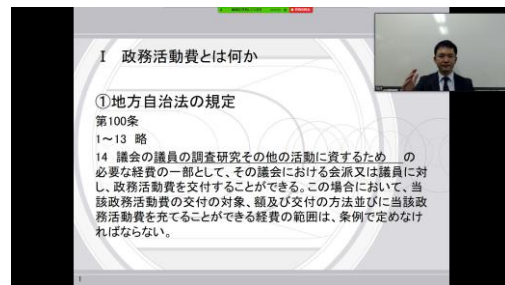 Ⅰ 政務活動費とは何か
①地方自治法の規定
第100条
1～13 略
14 議会の議員の調査研究その他の活動に資するため の
必要な経費の一部として、その議会における会派又は議員に対
し、政務活動費を交付することができる。この場合において、当
該政務活動費の交付の対象、額及び交付の方法並びに当該政
務活動費を充てることができる経費の範囲は、条例で定めなけ
ればならない。
1